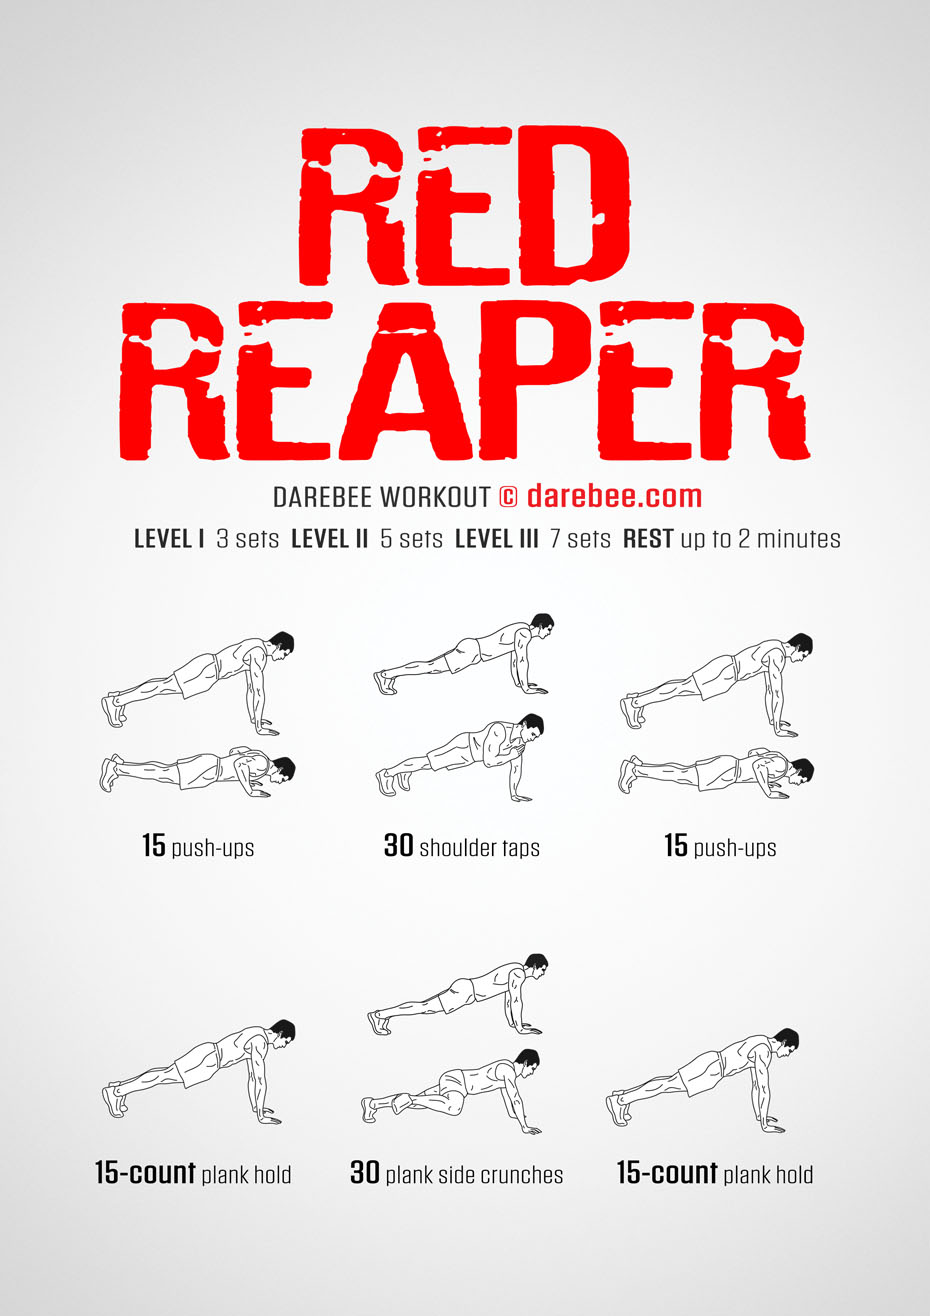 RED
REAPER
DAREBEE WORKOUT © darebee.com
LEVEL I 3 sets LEVEL II 5 sets LEVEL III 7 sets REST up to 2 minutes
15 push-ups
30 shoulder taps
15 push-ups
15-count plank hold
30 plank side crunches
15-count plank hold